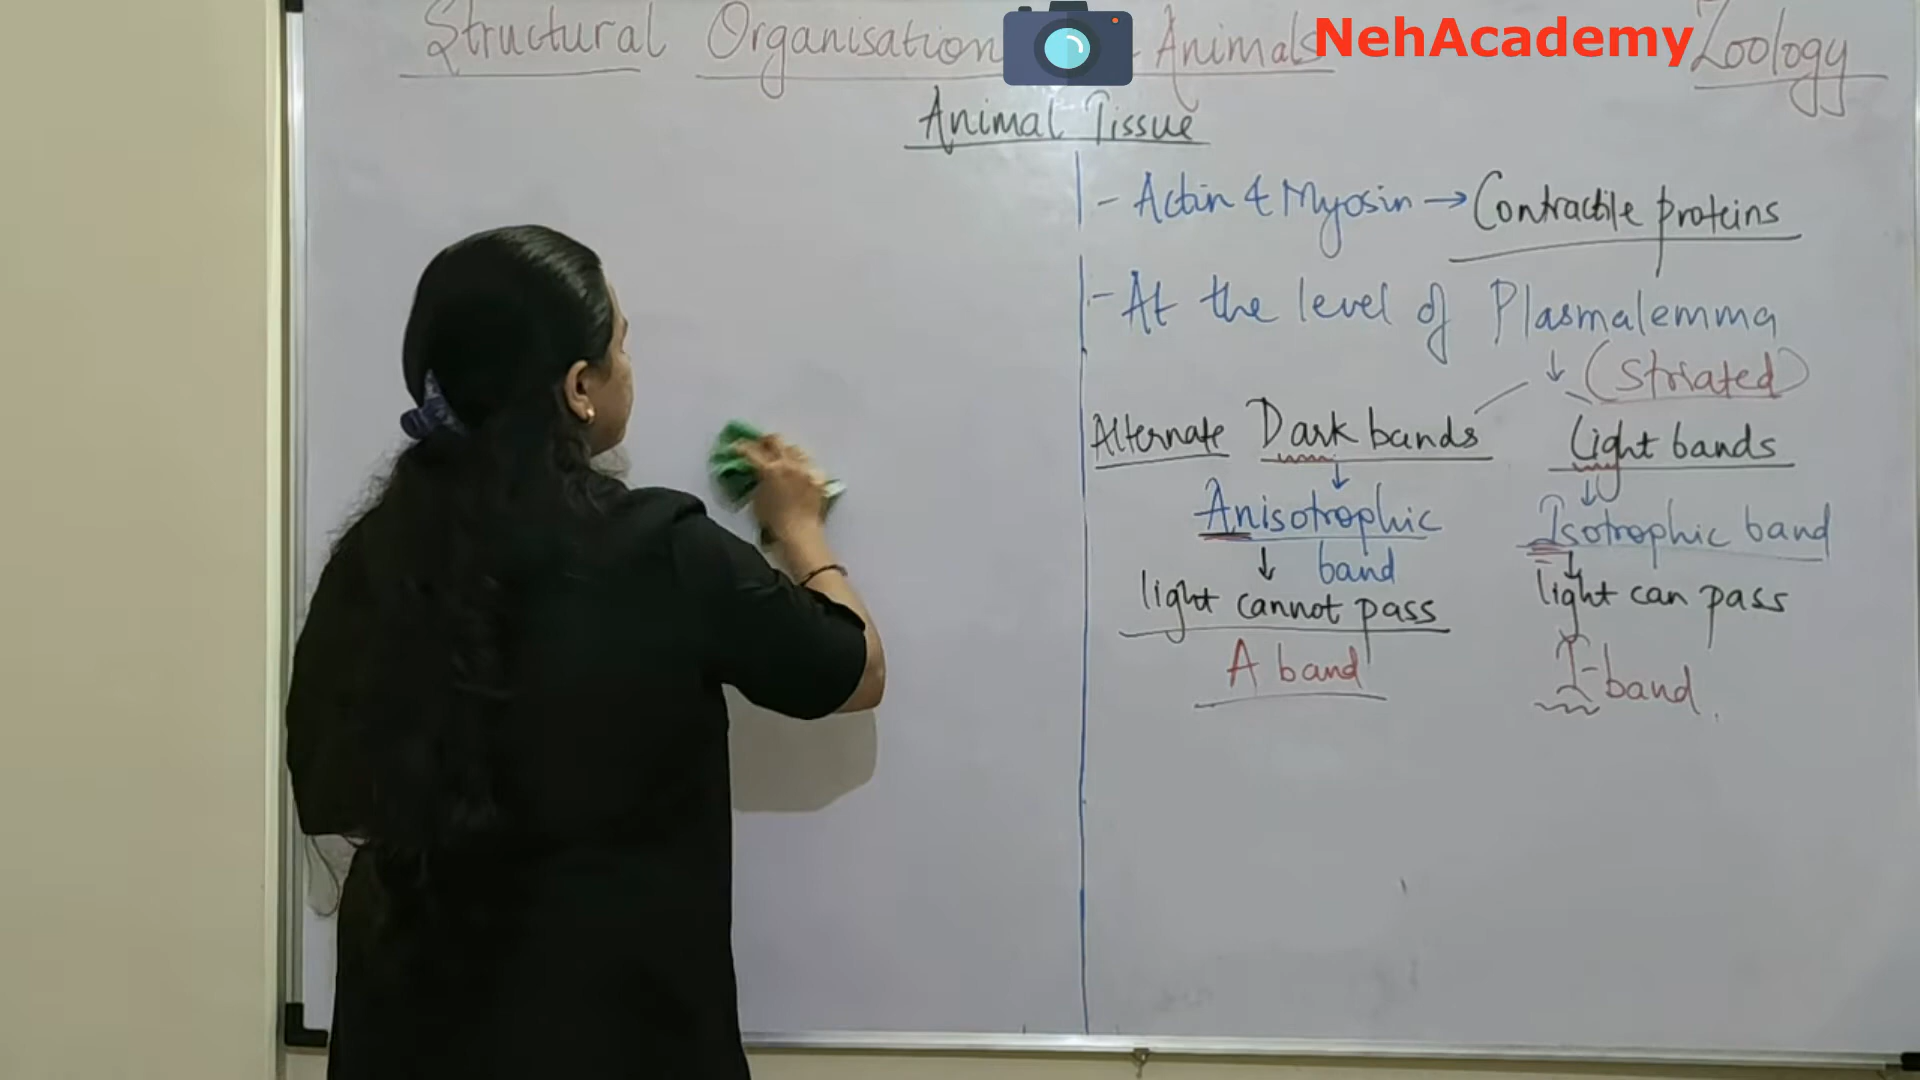 Structural Organisation Animals Zoology
NehAcademy
Animal Tissue
- Actin & Myosin → Contractile proteins
- At the level of Plasmalemma
↓ (Striated)
Alternate Dark bands Light bands
↓ ↓
Anisotrophic Isotrophic band
↓ band ↓
light cannot pass light can pass
A band I-band.